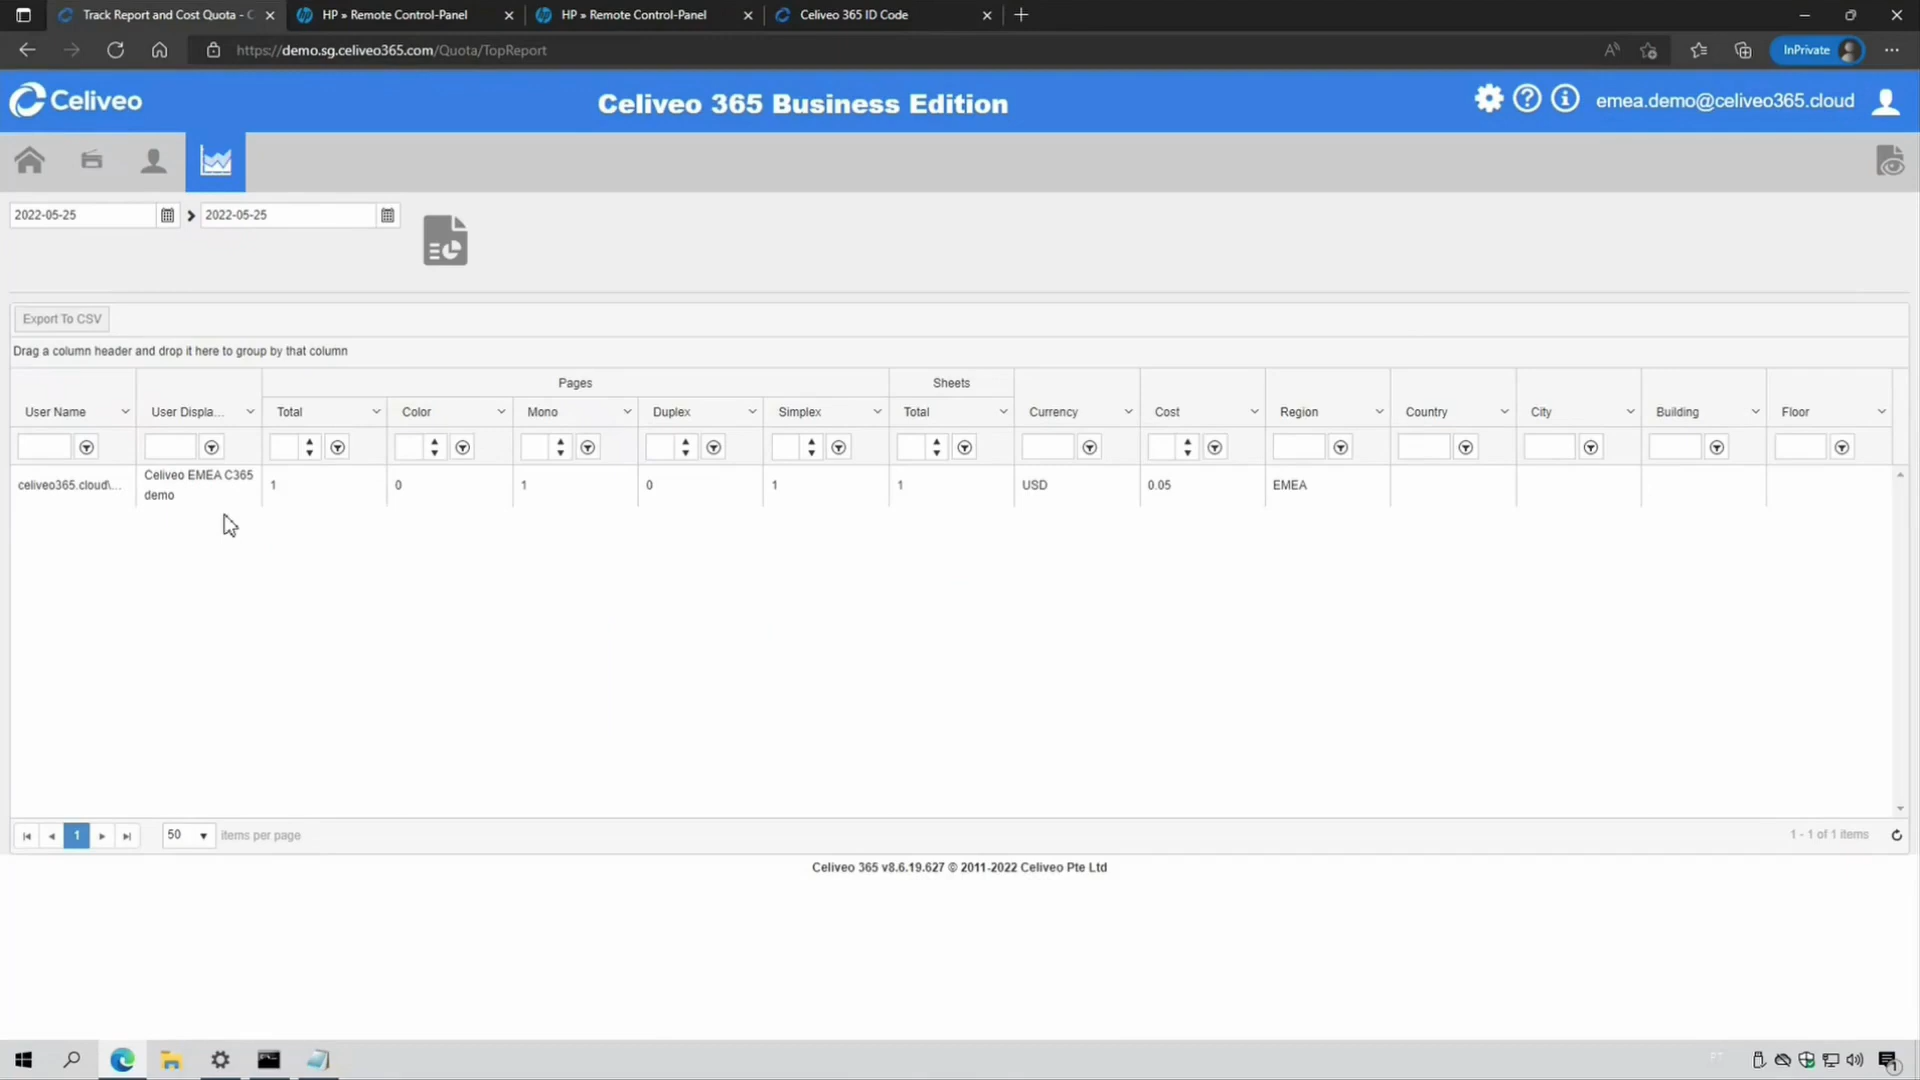 Track Report and Cost Quota - C
HP » Remote Control-Panel
HP » Remote Control-Panel
Celiveo 365 ID Code
https://demo.sg.celiveo365.com/Quota/TopReport
InPrivate
Celiveo
Celiveo 365 Business Edition
emea.demo@celiveo365.cloud
2022-05-25
2022-05-25
Export To CSV
Drag a column header and drop it here to group by that column
Pages
Sheets
User Name
User Displa...
Total
Color
Mono
Duplex
Simplex
Total
Currency
Cost
Region
Country
City
Building
Floor
celiveo365.cloud\...
Celiveo EMEA C365
demo
1
0
1
0
1
1
USD
0.05
EMEA
1
50
items per page
1 - 1 of 1 items
Celiveo 365 v8.6.19.627 © 2011-2022 Celiveo Pte Ltd